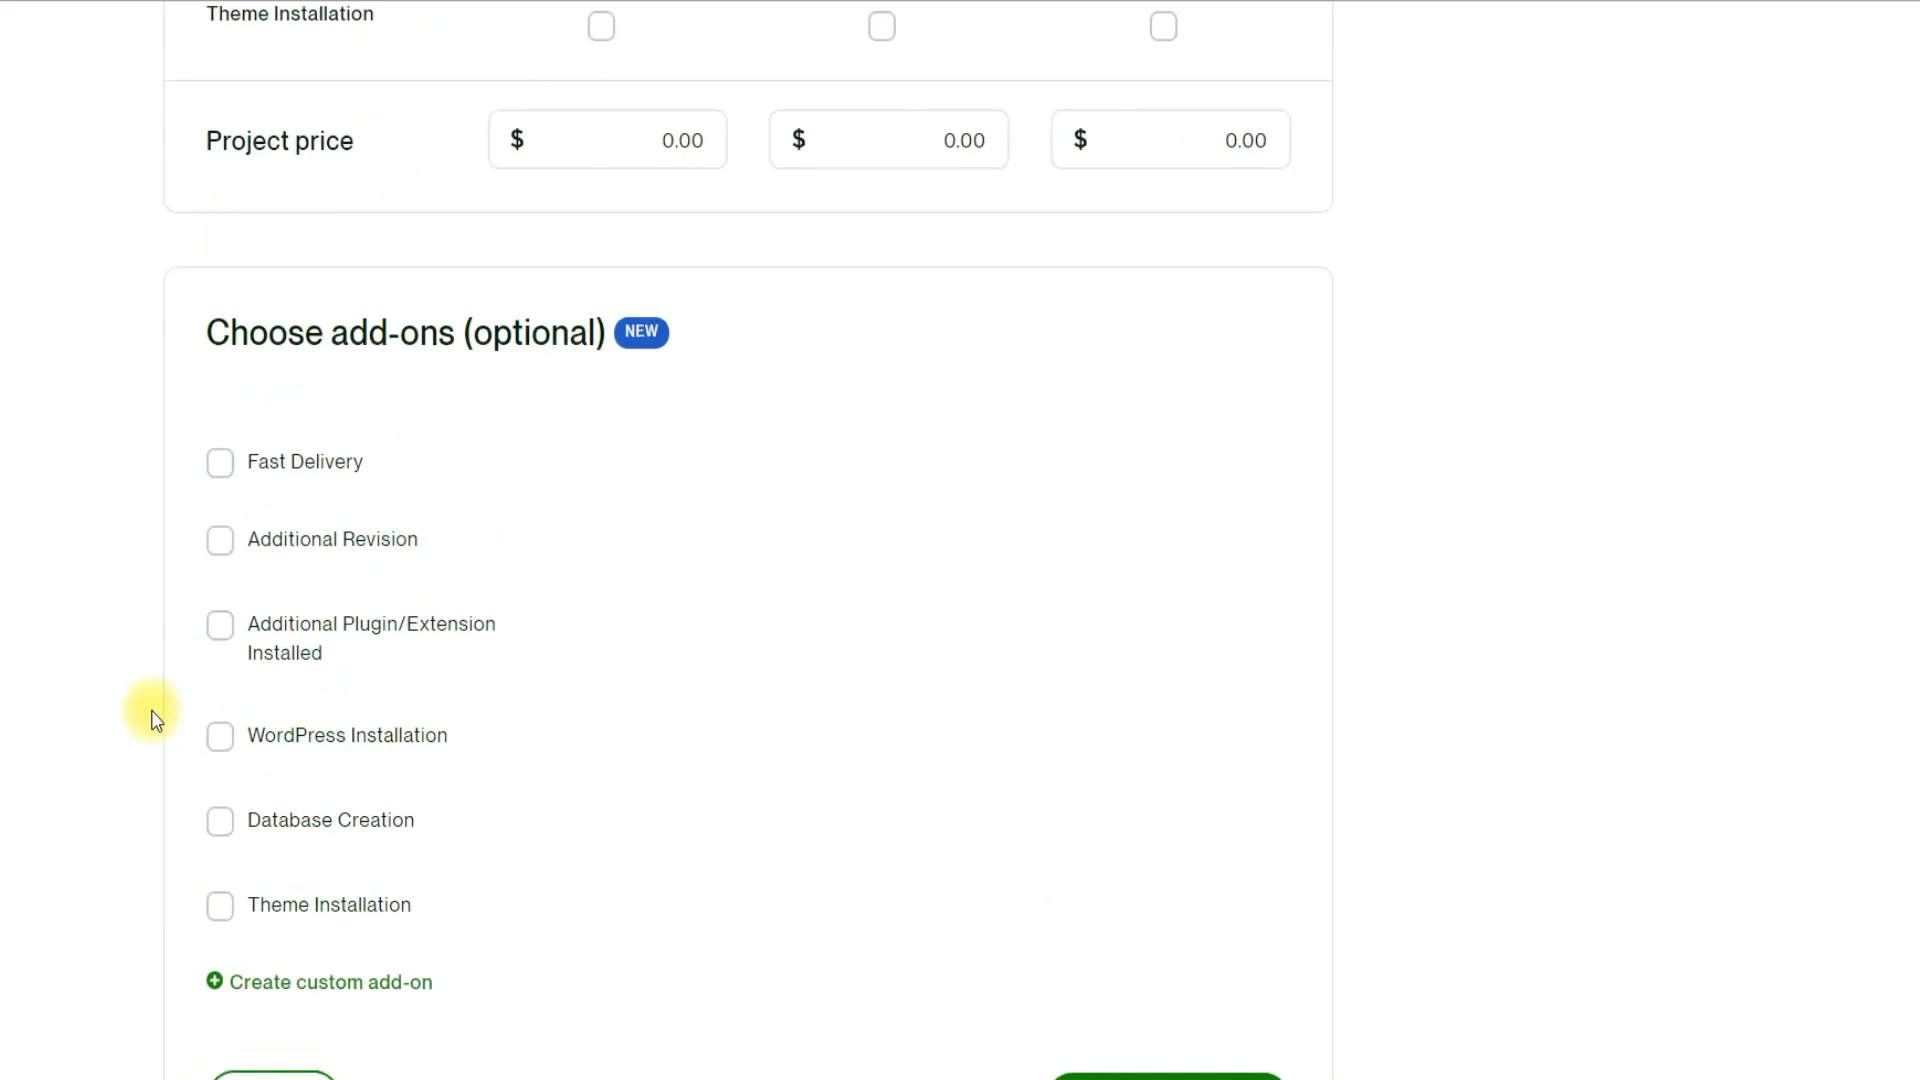 Theme Installation
Project price $ 0.00 $ 0.00 $ 0.00
Choose add-ons (optional) NEW
Fast Delivery
Additional Revision
Additional Plugin/Extension
Installed
WordPress Installation
Database Creation
Theme Installation
Create custom add-on